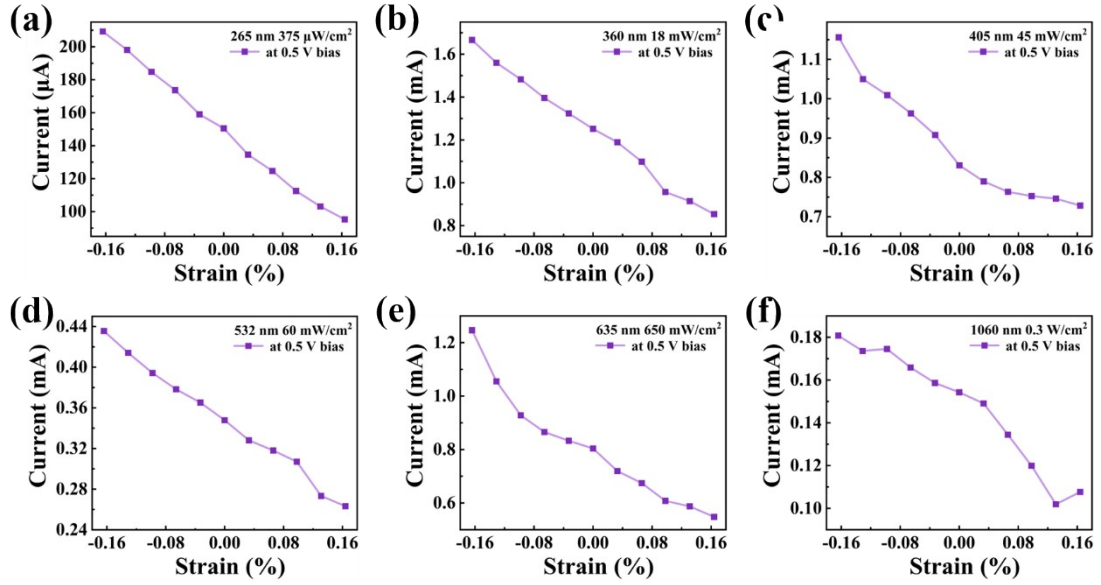 (a)
265 nm 375 μW/cm²
at 0.5 V bias
Current (μA)
210
200
180
160
140
120
100
-0.16 -0.08 0.00 0.08 0.16
Strain (%)
(b)
360 nm 18 mW/cm²
at 0.5 V bias
Current (mA)
1.6
1.4
1.2
1.0
0.8
-0.16 -0.08 0.00 0.08 0.16
Strain (%)
(c)
405 nm 45 mW/cm²
at 0.5 V bias
Current (mA)
1.1
1.0
0.9
0.8
0.7
-0.16 -0.08 0.00 0.08 0.16
Strain (%)
(d)
532 nm 60 mW/cm²
at 0.5 V bias
Current (mA)
0.44
0.40
0.36
0.32
0.28
0.24
-0.16 -0.08 0.00 0.08 0.16
Strain (%)
(e)
635 nm 650 mW/cm²
at 0.5 V bias
Current (mA)
1.2
1.0
0.8
0.6
-0.16 -0.08 0.00 0.08 0.16
Strain (%)
(f)
1060 nm 0.3 W/cm²
at 0.5 V bias
Current (mA)
0.18
0.16
0.14
0.12
0.10
-0.16 -0.08 0.00 0.08 0.16
Strain (%)